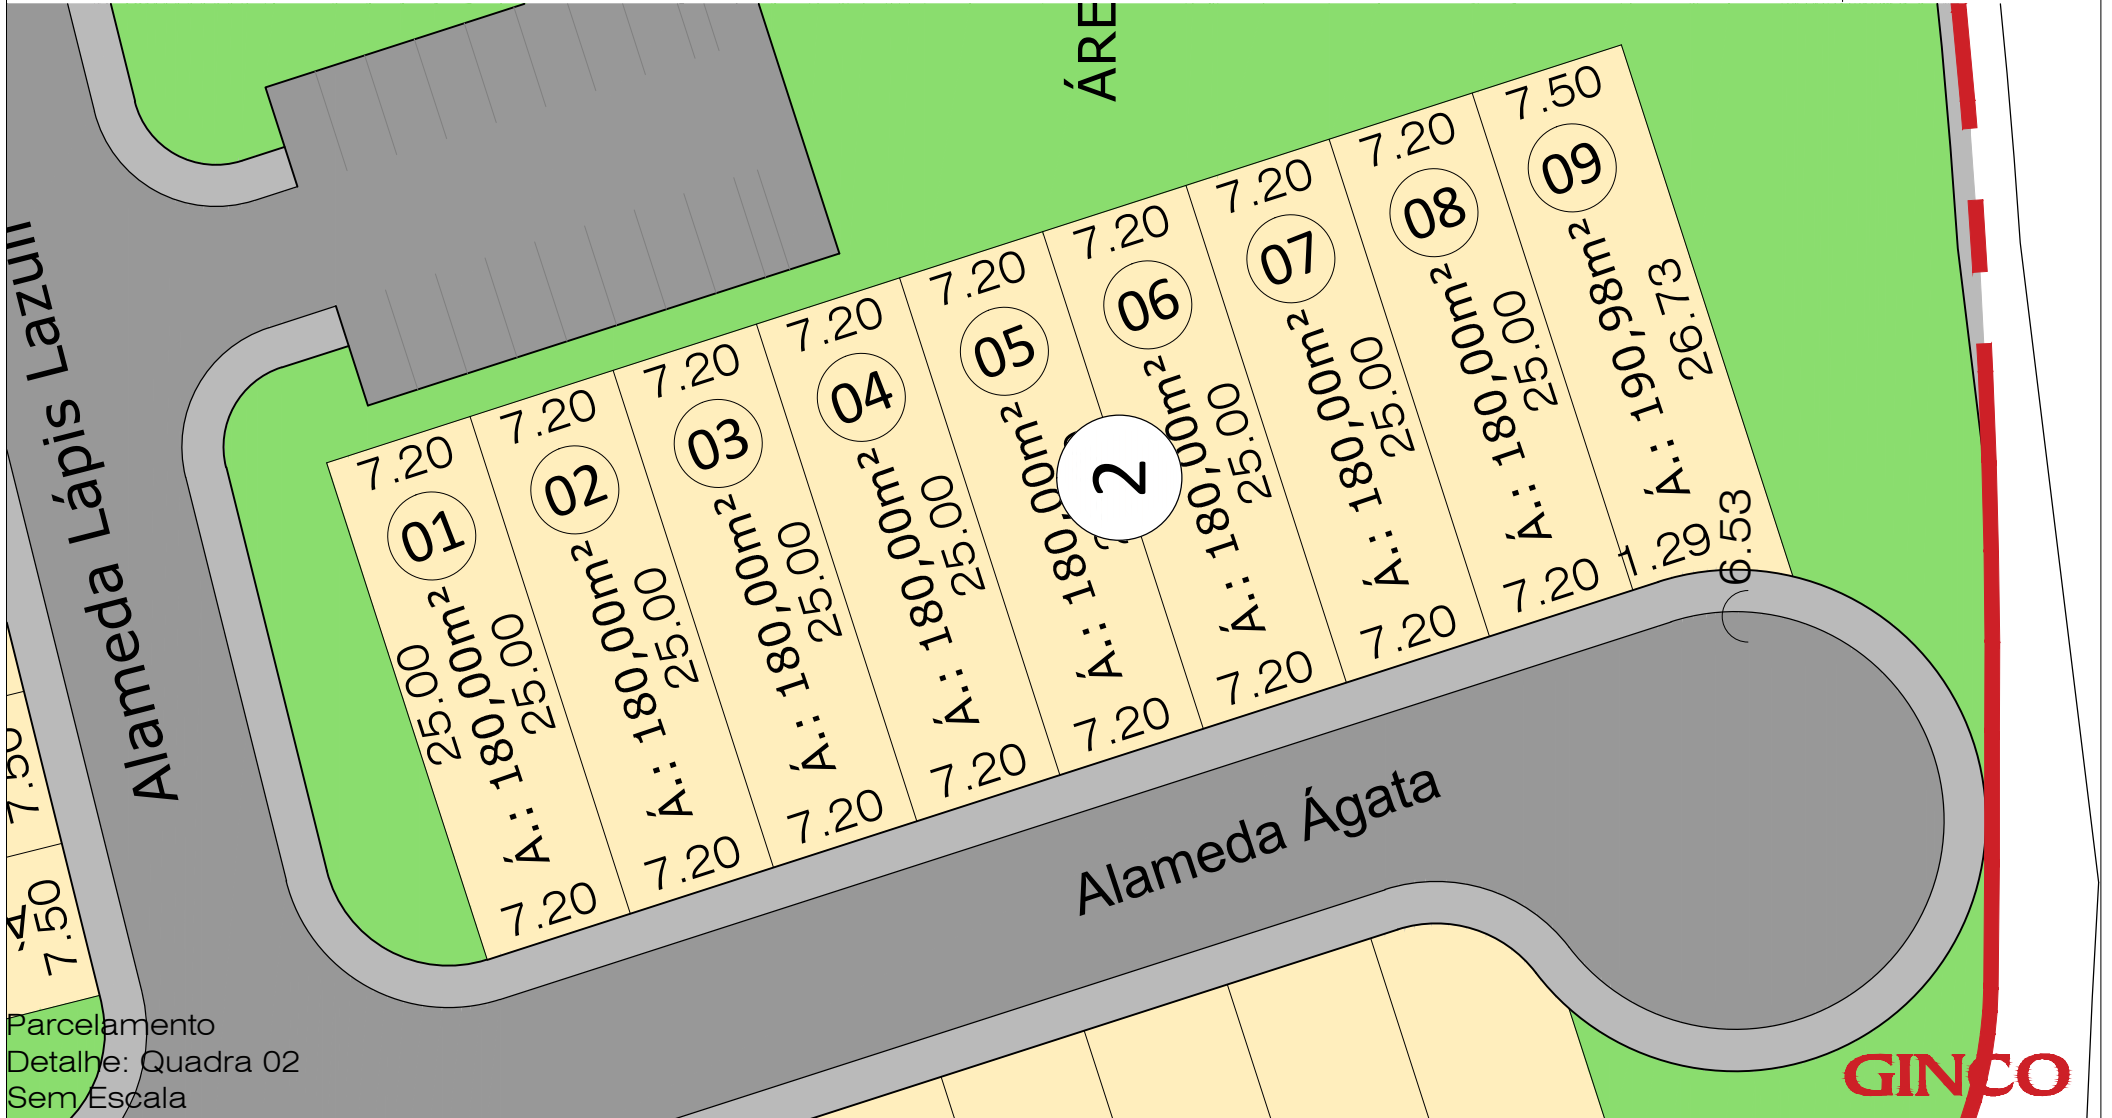 ÁRE
Alameda Lápis Lazuli
7.20
01
Á.: 180,00m²
25.00
25.00
7.20
7.20
02
Á.: 180,00m²
25.00
7.20
7.20
03
Á.: 180,00m²
25.00
7.20
7.20
04
Á.: 180,00m²
25.00
7.20
7.20
05
Á.: 180,00m²
7.20
2
7.20
06
Á.: 180,00m²
25.00
7.20
7.20
07
Á.: 180,00m²
25.00
7.20
7.20
08
Á.: 180,00m²
25.00
7.20
7.50
09
Á.: 190,98m²
26.73
1.29
6.53
Alameda Ágata
7.50
7.50
Parcelamento
Detalhe: Quadra 02
Sem Escala
GINCO